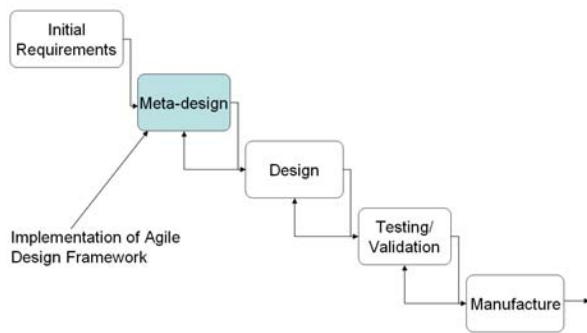 Initial
Requirements
Meta-design
Design
Implementation of Agile
Design Framework
Testing/
Validation
Manufacture